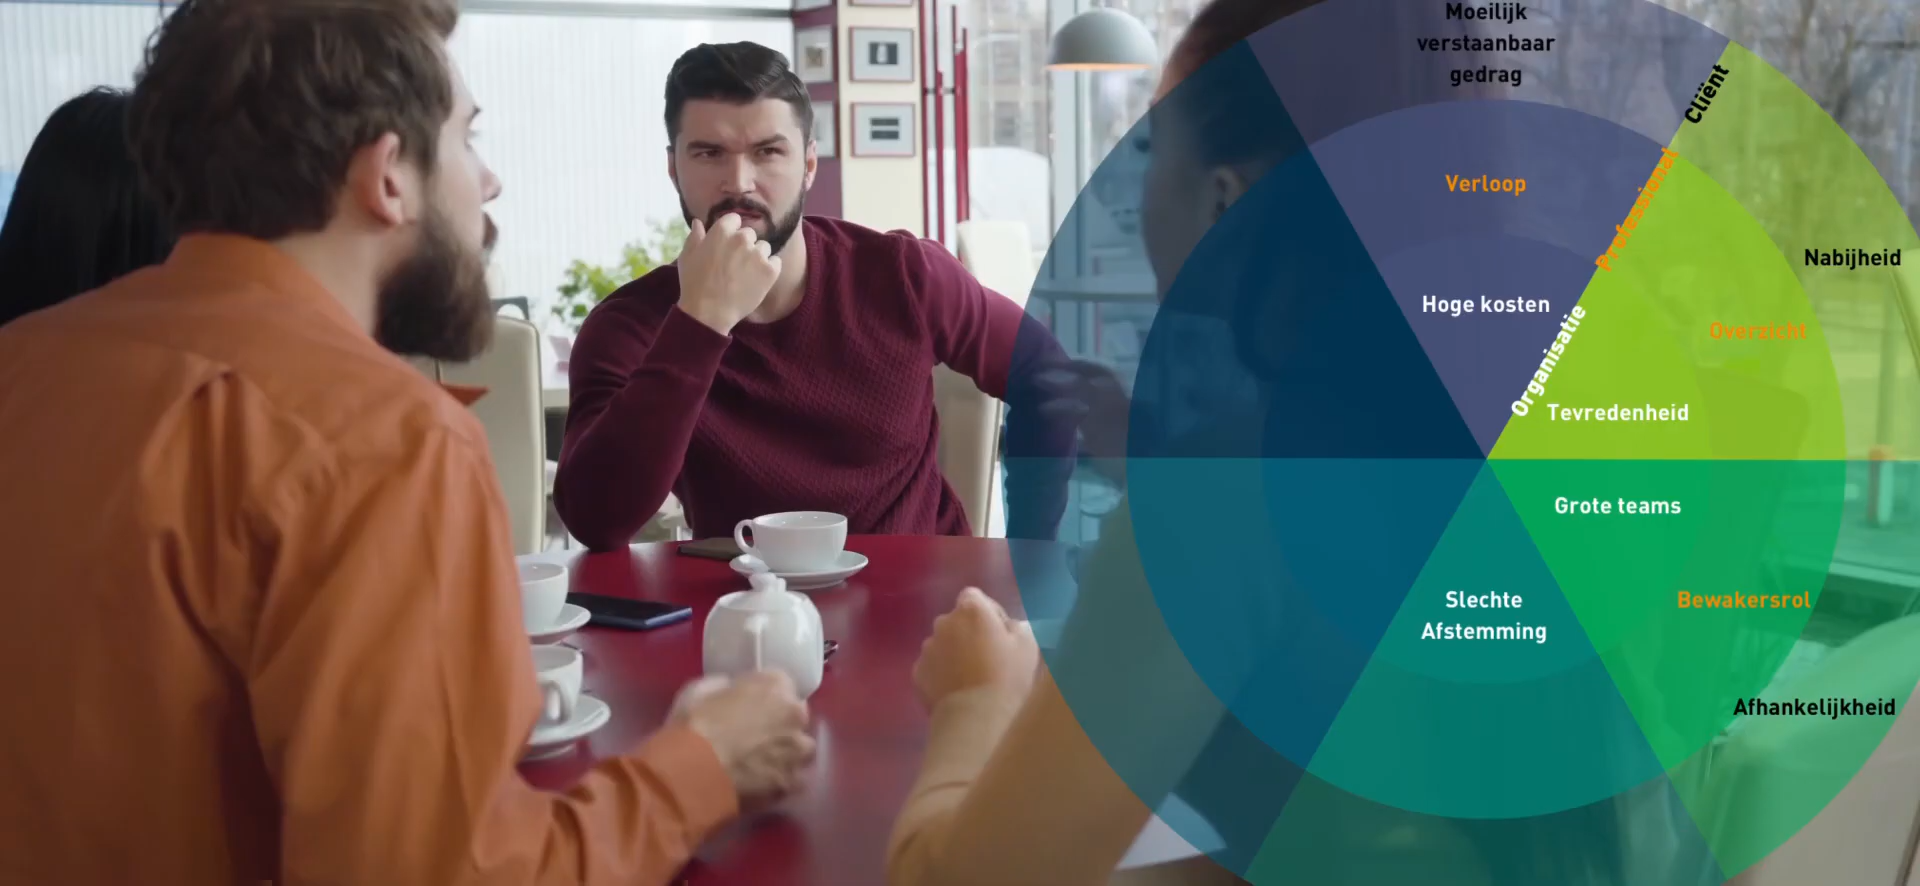 Moeilijk
verstaanbaar
gedrag
Cliënt
Verloop
Professional
Nabijheid
Hoge kosten
Organisatie
Overzicht
Tevredenheid
Grote teams
Slechte
Afstemming
Bewakersrol
Afhankelijkheid